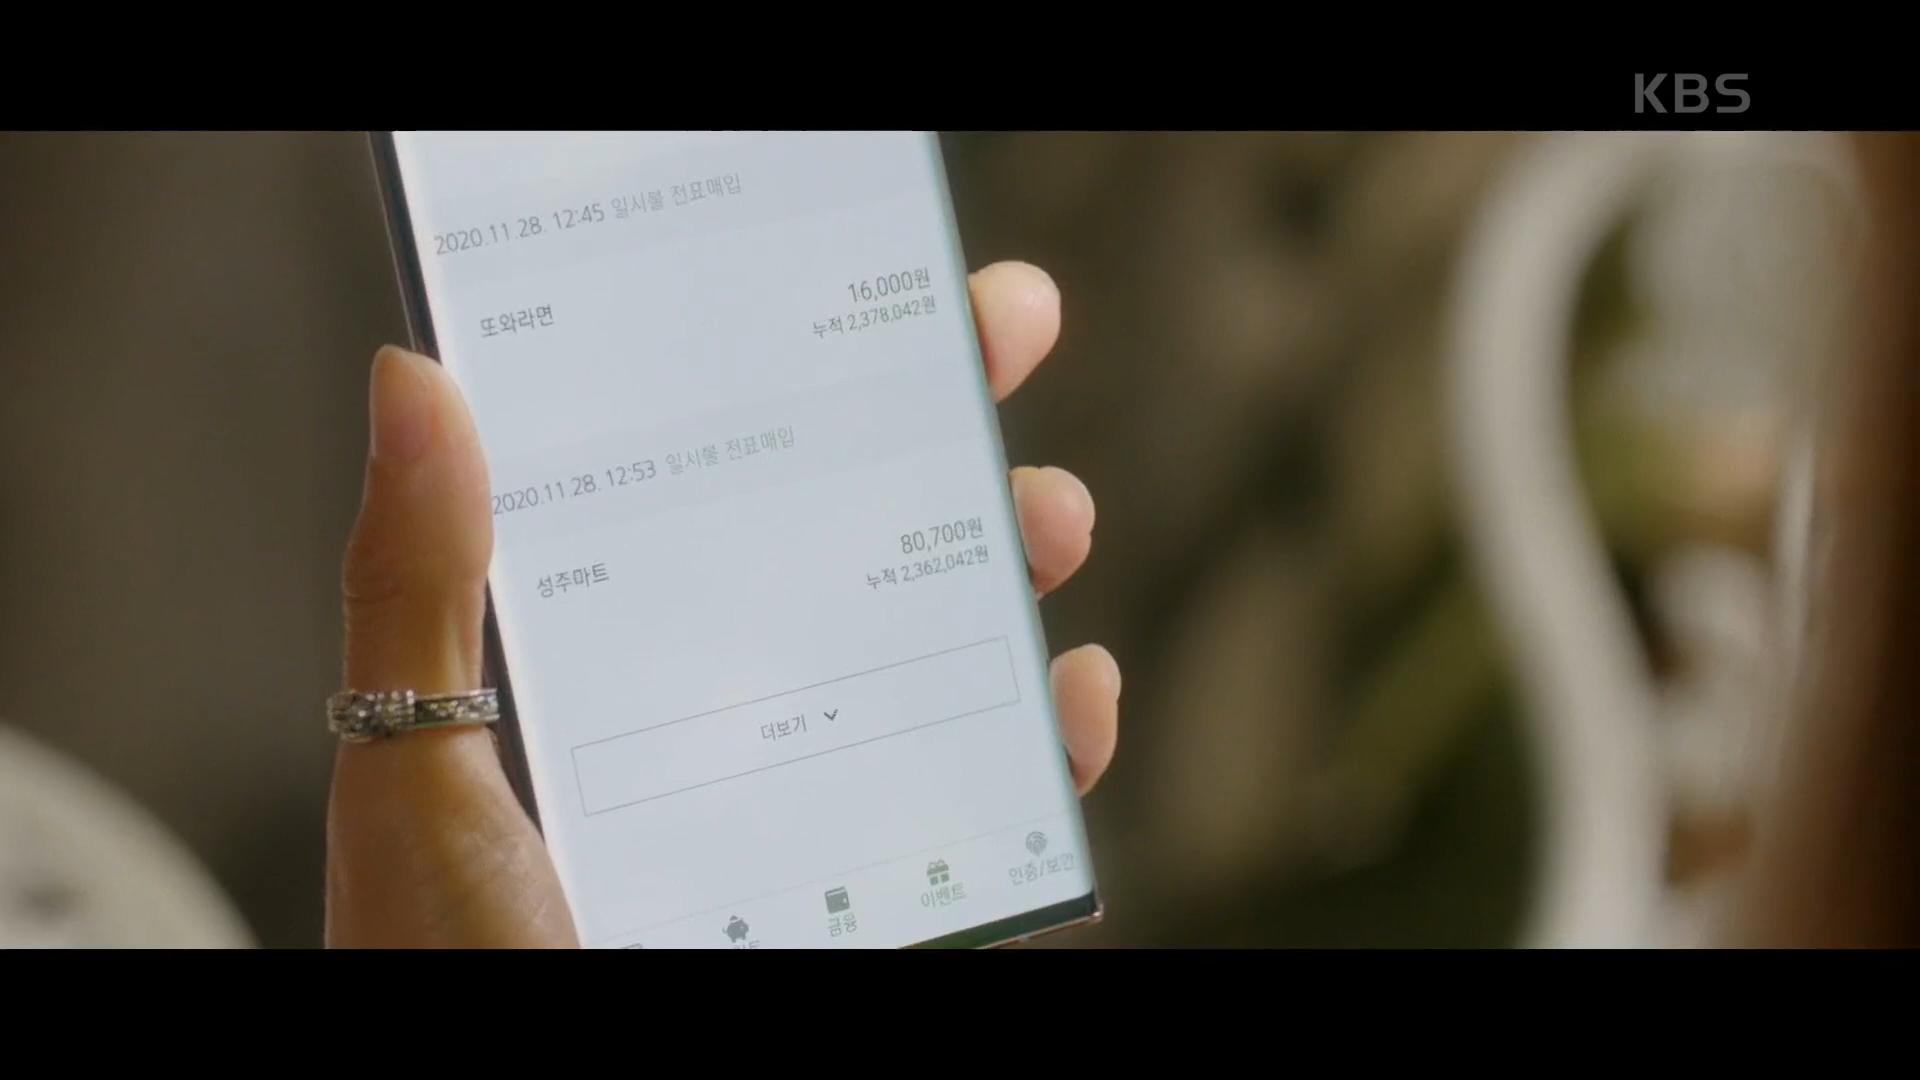 KBS
2020.11.28. 12:45 일시불 전표매입
또와라면
16,000원
누적 2,378,042원
2020.11.28. 12:53 일시불 전표매입
성주마트
80,700원
누적 2,362,042원
더보기
금융
이벤트
인증/보안